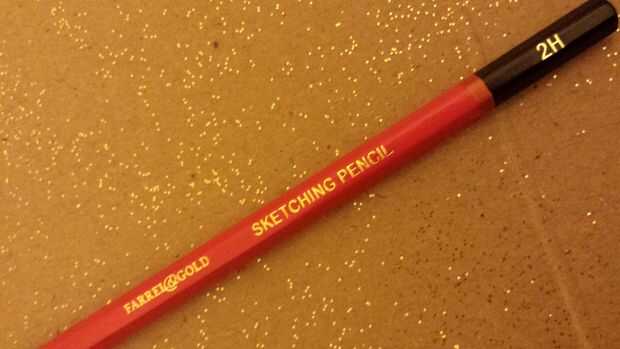 FARREL@GOLD SKETCHING PENCIL 2H